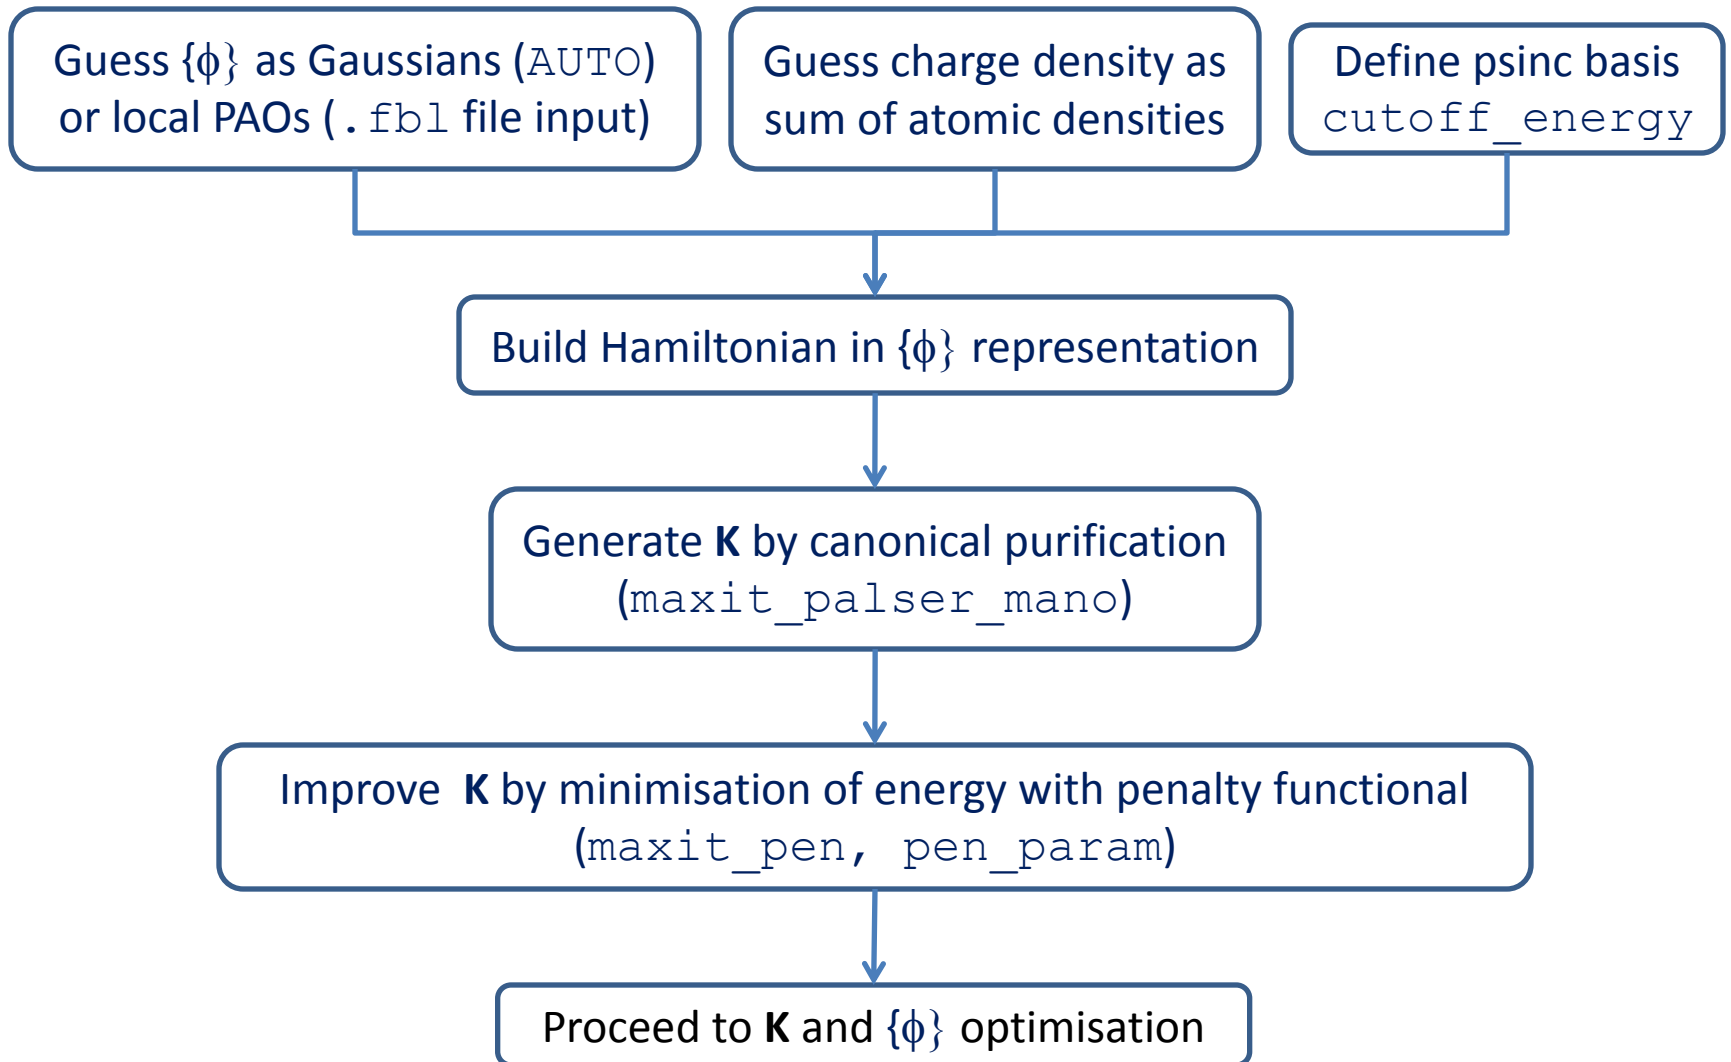 Guess {ϕ} as Gaussians (AUTO)
or local PAOs (.fbl file input)
Guess charge density as
sum of atomic densities
Define psinc basis
cutoff_energy
Build Hamiltonian in {ϕ} representation
Generate K by canonical purification
(maxit_palser_mano)
Improve K by minimisation of energy with penalty functional
(maxit_pen, pen_param)
Proceed to K and {ϕ} optimisation